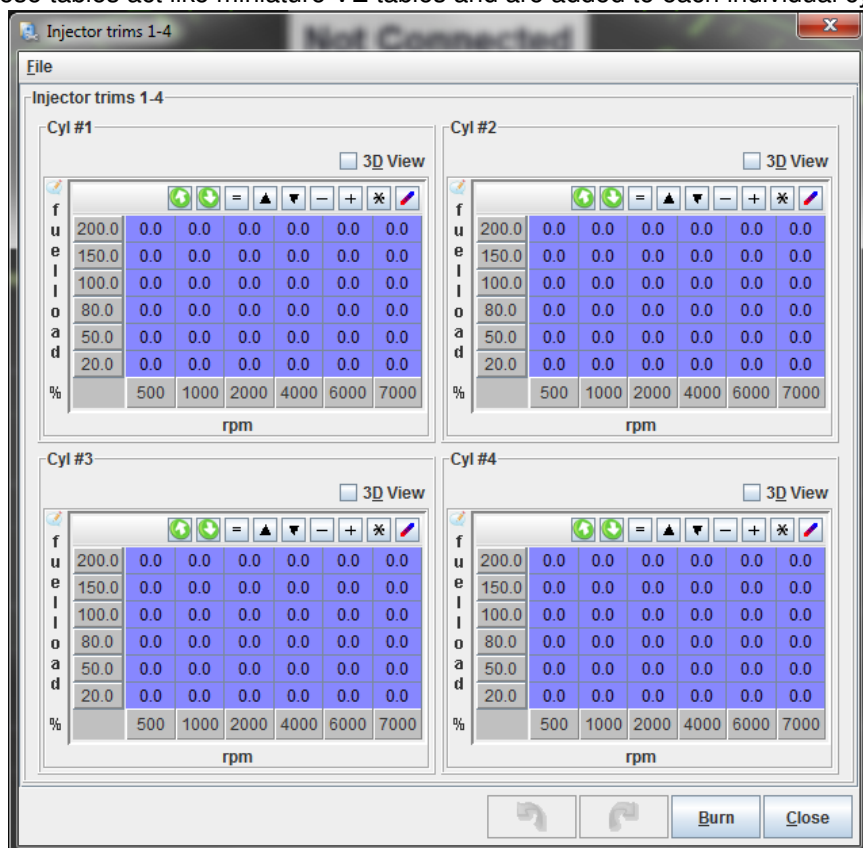 ese tables act like miniature VE tables and are added to each individual cy
Injector trims 1-4
Not Connected
File
Injector trims 1-4
Cyl #1
3D View
= - + *
200.0 0.0 0.0 0.0 0.0 0.0 0.0
150.0 0.0 0.0 0.0 0.0 0.0 0.0
100.0 0.0 0.0 0.0 0.0 0.0 0.0
80.0 0.0 0.0 0.0 0.0 0.0 0.0
50.0 0.0 0.0 0.0 0.0 0.0 0.0
20.0 0.0 0.0 0.0 0.0 0.0 0.0
fuelload
% 500 1000 2000 4000 6000 7000
rpm
Cyl #2
3D View
= - + *
200.0 0.0 0.0 0.0 0.0 0.0 0.0
150.0 0.0 0.0 0.0 0.0 0.0 0.0
100.0 0.0 0.0 0.0 0.0 0.0 0.0
80.0 0.0 0.0 0.0 0.0 0.0 0.0
50.0 0.0 0.0 0.0 0.0 0.0 0.0
20.0 0.0 0.0 0.0 0.0 0.0 0.0
fuelload
% 500 1000 2000 4000 6000 7000
rpm
Cyl #3
3D View
= - + *
200.0 0.0 0.0 0.0 0.0 0.0 0.0
150.0 0.0 0.0 0.0 0.0 0.0 0.0
100.0 0.0 0.0 0.0 0.0 0.0 0.0
80.0 0.0 0.0 0.0 0.0 0.0 0.0
50.0 0.0 0.0 0.0 0.0 0.0 0.0
20.0 0.0 0.0 0.0 0.0 0.0 0.0
fuelload
% 500 1000 2000 4000 6000 7000
rpm
Cyl #4
3D View
= - + *
200.0 0.0 0.0 0.0 0.0 0.0 0.0
150.0 0.0 0.0 0.0 0.0 0.0 0.0
100.0 0.0 0.0 0.0 0.0 0.0 0.0
80.0 0.0 0.0 0.0 0.0 0.0 0.0
50.0 0.0 0.0 0.0 0.0 0.0 0.0
20.0 0.0 0.0 0.0 0.0 0.0 0.0
fuelload
% 500 1000 2000 4000 6000 7000
rpm
Burn
Close